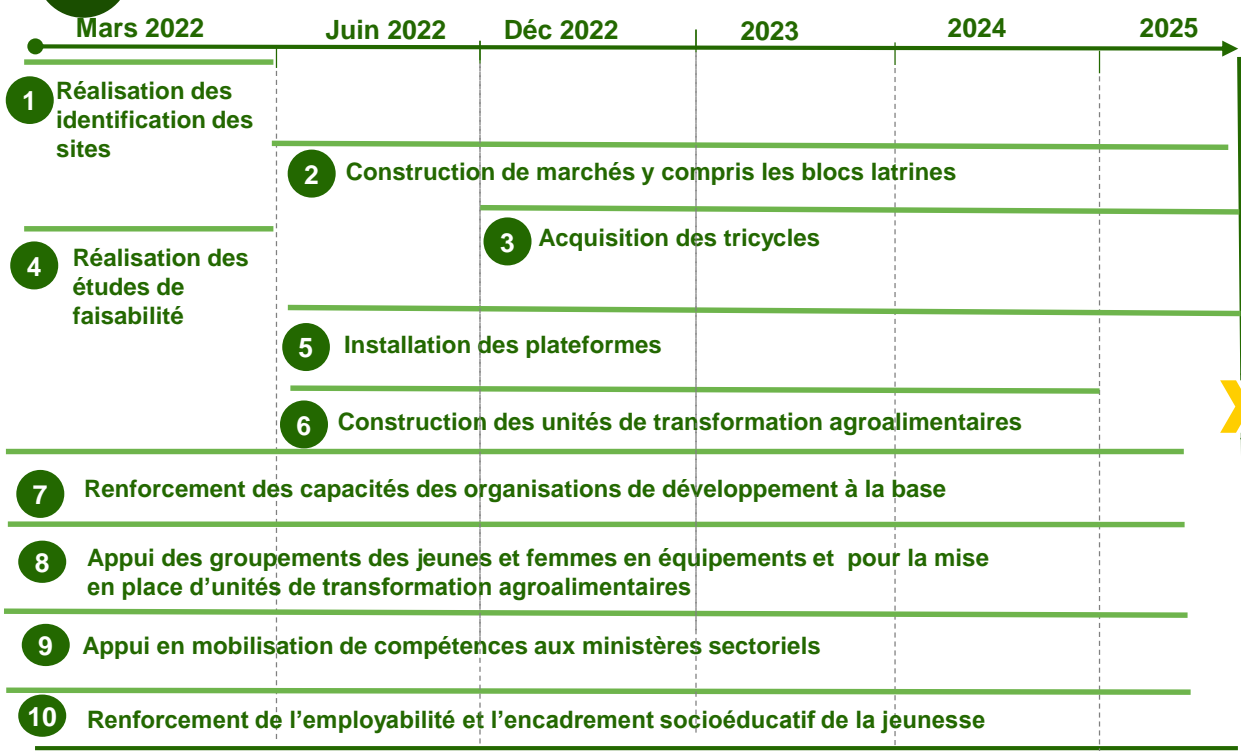 Mars 2022
Juin 2022
Déc 2022
2023
2024
2025
1
Réalisation des
identification des
sites
2
Construction de marchés y compris les blocs latrines
3
Acquisition des tricycles
4
Réalisation des
études de
faisabilité
5
Installation des plateformes
6
Construction des unités de transformation agroalimentaires
7
Renforcement des capacités des organisations de développement à la base
8
Appui des groupements des jeunes et femmes en équipements et pour la mise
en place d’unités de transformation agroalimentaires
9
Appui en mobilisation de compétences aux ministères sectoriels
10
Renforcement de l’employabilité et l’encadrement socioéducatif de la jeunesse